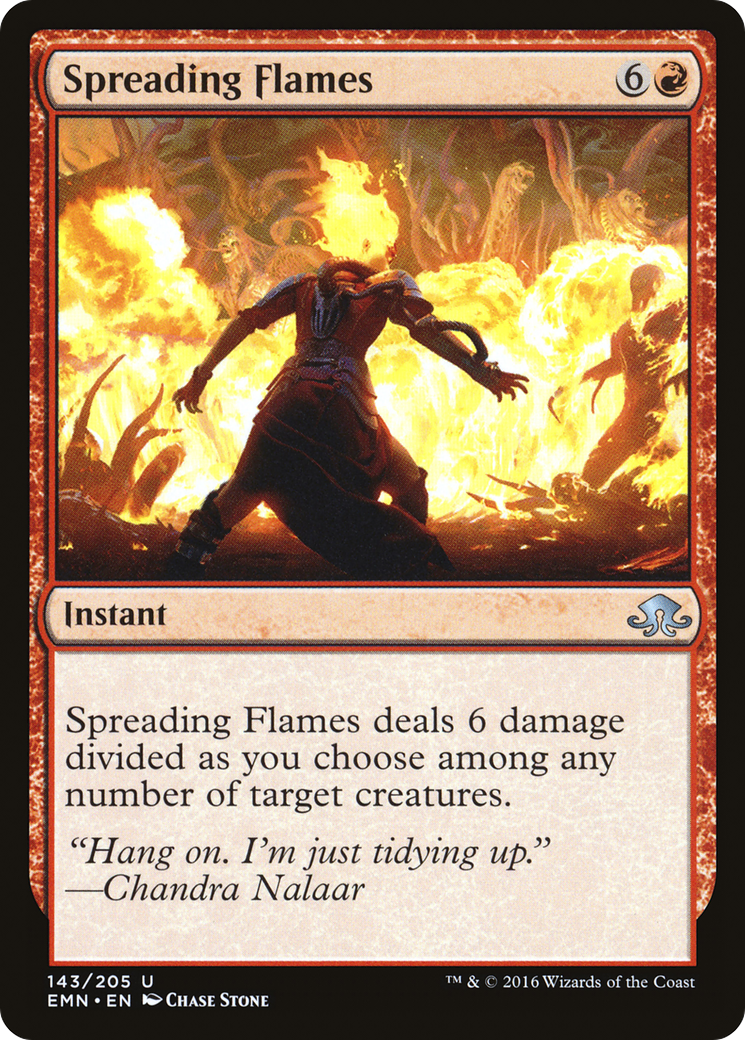 Spreading Flames 6
Instant
Spreading Flames deals 6 damage
divided as you choose among any
number of target creatures.
“Hang on. I’m just tidying up.”
—Chandra Nalaar
143/205 U
™ & © 2016 Wizards of the Coast
EMN • EN Chase Stone